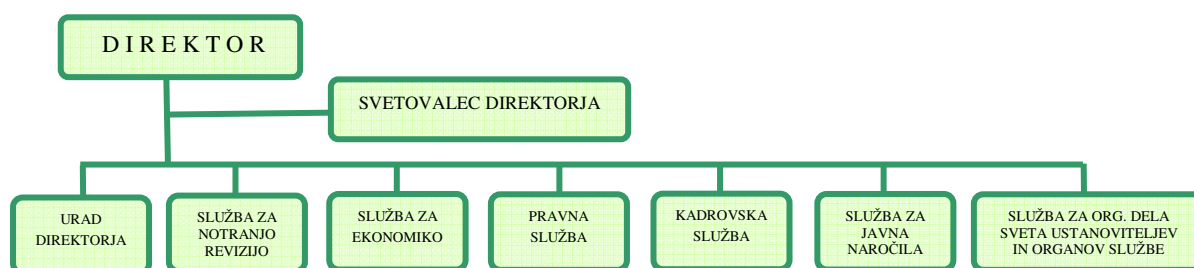 D I R E K T O R
SVETOVALEC DIREKTORJA
URAD
DIREKTORJA
SLUŽBA ZA
NOTRANJO
REVIZIJO
SLUŽBA ZA
EKONOMIKO
PRAVNA
SLUŽBA
KADROVSKA
SLUŽBA
SLUŽBA ZA
JAVNA
NAROČILA
SLUŽBA ZA ORG. DELA
SVETA USTANOVITELJEV
IN ORGANOV SLUŽBE